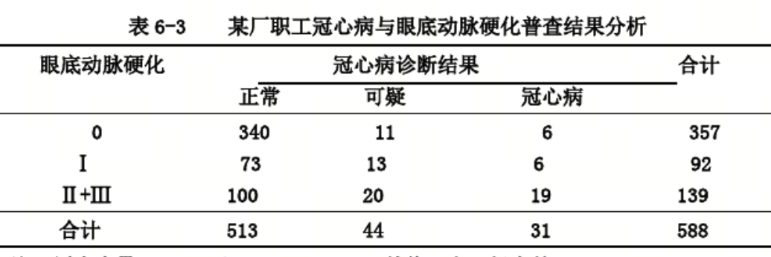 表 6-3 某厂职工冠心病与眼底动脉硬化普查结果分析
眼底动脉硬化 冠心病诊断结果 合计
正常 可疑 冠心病
0 340 11 6 357
Ⅰ 73 13 6 92
Ⅱ+Ⅲ 100 20 19 139
合计 513 44 31 588